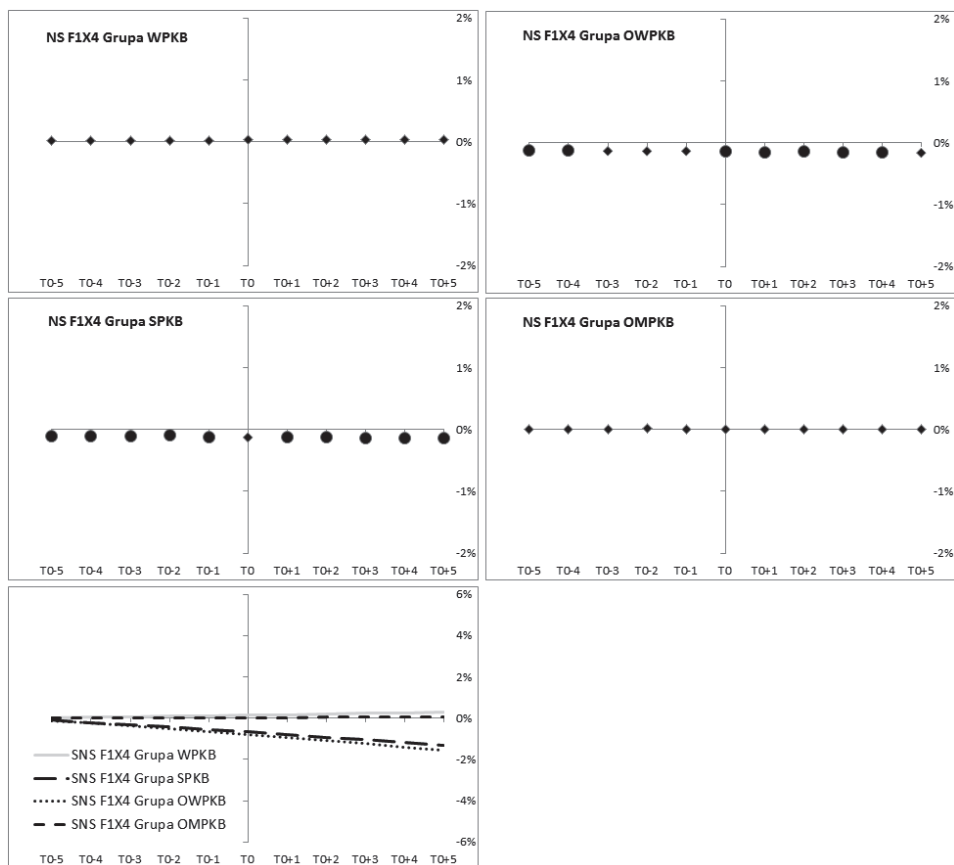 NS F1X4 Grupa WPKB
2%
1%
0%
-1%
-2%
T0-5 T0-4 T0-3 T0-2 T0-1 T0 T0+1 T0+2 T0+3 T0+4 T0+5
NS F1X4 Grupa OWPKB
2%
1%
0%
-1%
-2%
T0-5 T0-4 T0-3 T0-2 T0-1 T0 T0+1 T0+2 T0+3 T0+4 T0+5
NS F1X4 Grupa SPKB
2%
1%
0%
-1%
-2%
T0-5 T0-4 T0-3 T0-2 T0-1 T0 T0+1 T0+2 T0+3 T0+4 T0+5
NS F1X4 Grupa OMPKB
2%
1%
0%
-1%
-2%
T0-5 T0-4 T0-3 T0-2 T0-1 T0 T0+1 T0+2 T0+3 T0+4 T0+5
6%
4%
2%
0%
-2%
-4%
-6%
SNS F1X4 Grupa WPKB
SNS F1X4 Grupa SPKB
SNS F1X4 Grupa OWPKB
SNS F1X4 Grupa OMPKB
T0-5 T0-4 T0-3 T0-2 T0-1 T0 T0+1 T0+2 T0+3 T0+4 T0+5